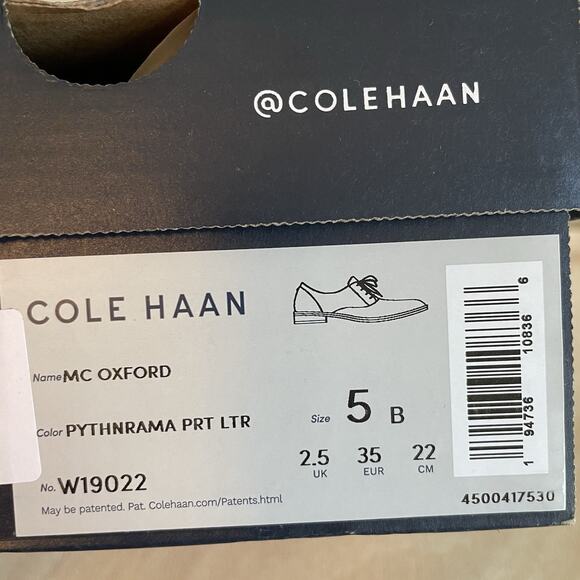 @COLEHAAN
COLE HAAN
Name MC OXFORD
Color PYTHNRAMA PRT LTR
Size 5 B
2.5 35 22
UK EUR CM
No. W19022
May be patented. Pat. Colehaan.com/Patents.html
1 94736 10836 6
4500417530